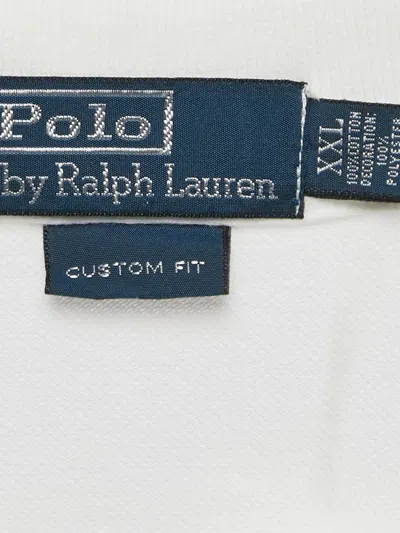 Polo
by Ralph Lauren
CUSTOM FIT
XXL
100% COTTON
DECORATION:
100%
POLYESTER